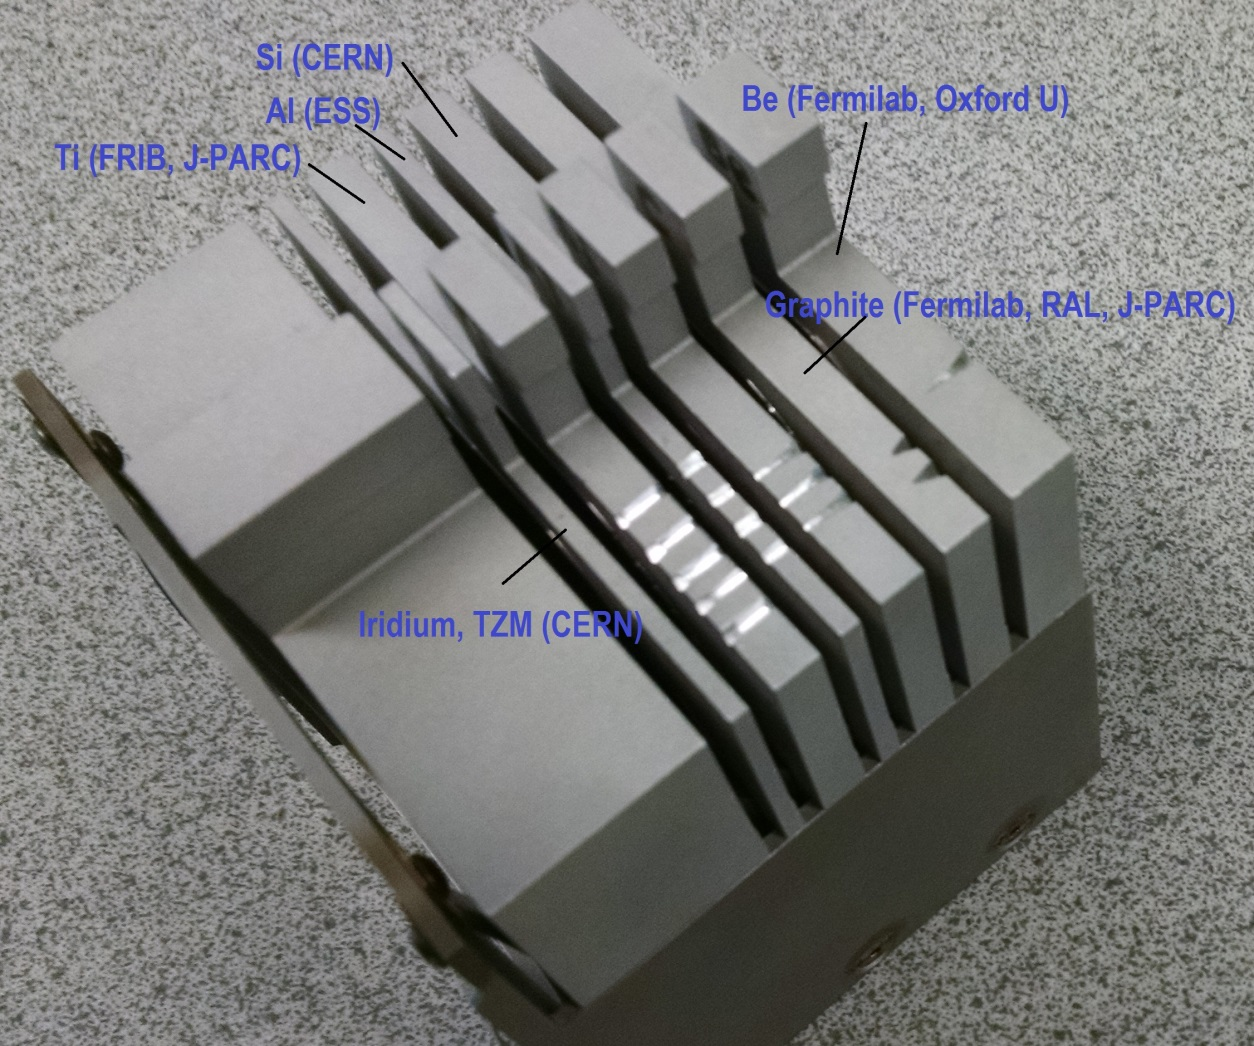 Si (CERN)
Al (ESS)
Be (Fermilab, Oxford U)
Ti (FRIB, J-PARC)
Graphite (Fermilab, RAL, J-PARC)
Iridium, TZM (CERN)